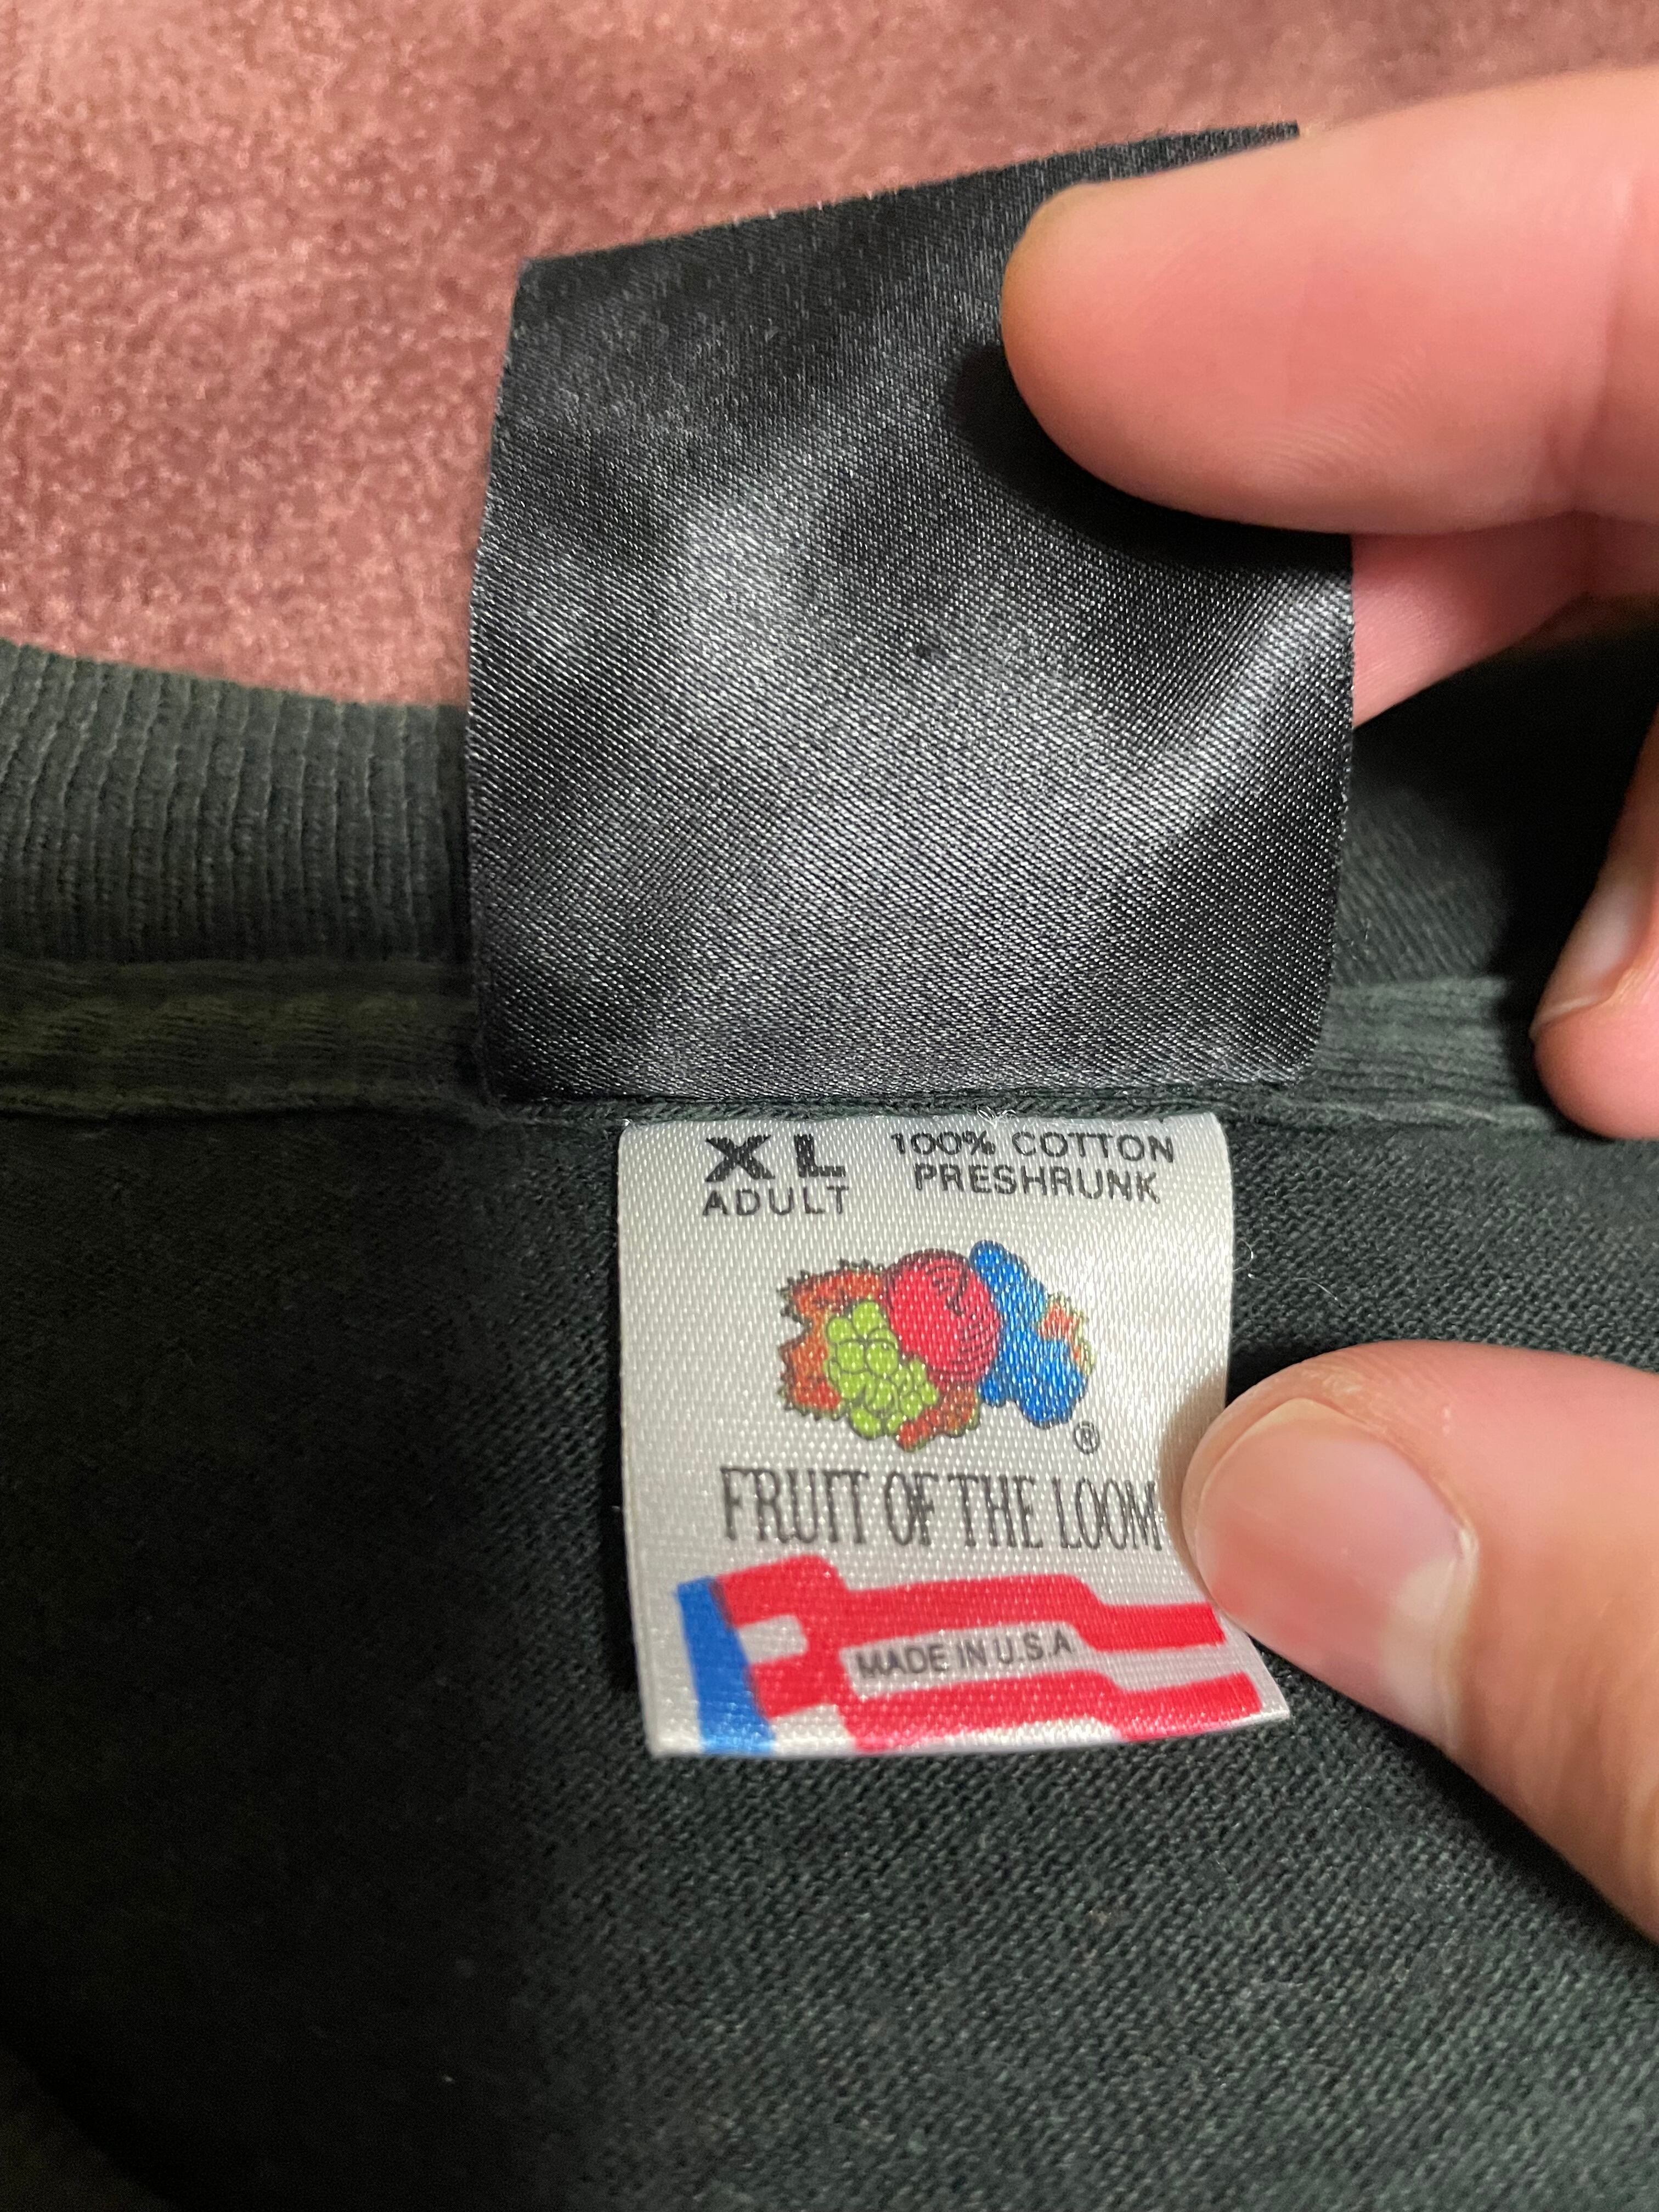 XL
ADULT
100% COTTON
PRESHRUNK
®
FRUIT OF THE LOOM
MADE IN U.S.A